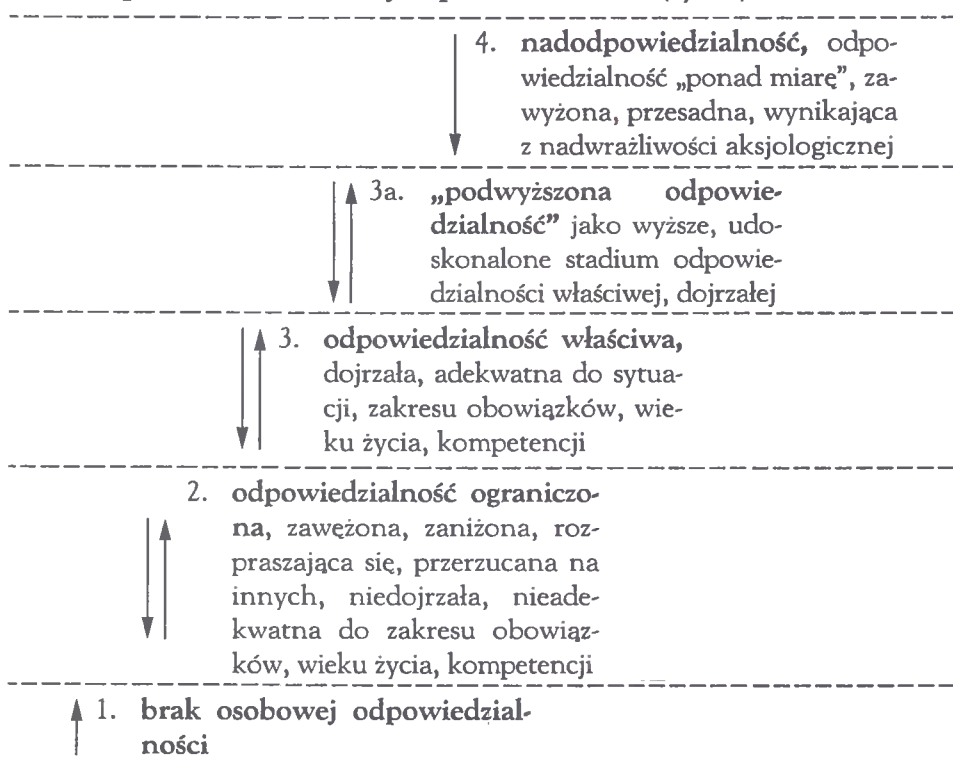 4. nadodpowiedzialność, odpo-
wiedzialność „ponad miarę”, za-
wyżona, przesadna, wynikająca
z nadwrażliwości aksjologicznej
3a. „podwyższona odpowie-
dzialność” jako wyższe, udo-
skonalone stadium odpowie-
dzialności właściwej, dojrzałej
3. odpowiedzialność właściwa,
dojrzała, adekwatna do sytua-
cji, zakresu obowiązków, wie-
ku życia, kompetencji
2. odpowiedzialność ograniczo-
na, zawężona, zaniżona, roz-
praszająca się, przerzucana na
innych, niedojrzała, nieade-
kwatna do zakresu obowiąz-
ków, wieku życia, kompetencji
1. brak osobowej odpowiedzial-
ności